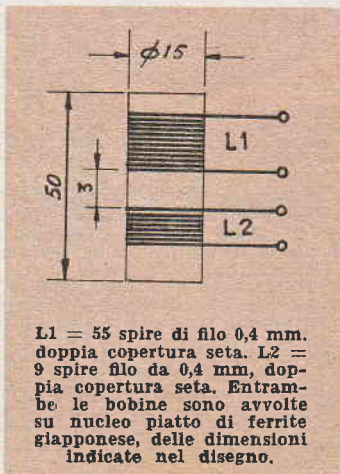 ϕ15
L1
50
3
L2
L1 = 55 spire di filo 0,4 mm.
doppia copertura seta. L2 =
9 spire filo da 0,4 mm, dop-
pia copertura seta. Entram-
be le bobine sono avvolte
su nucleo piatto di ferrite
giapponese, delle dimensioni
indicate nel disegno.